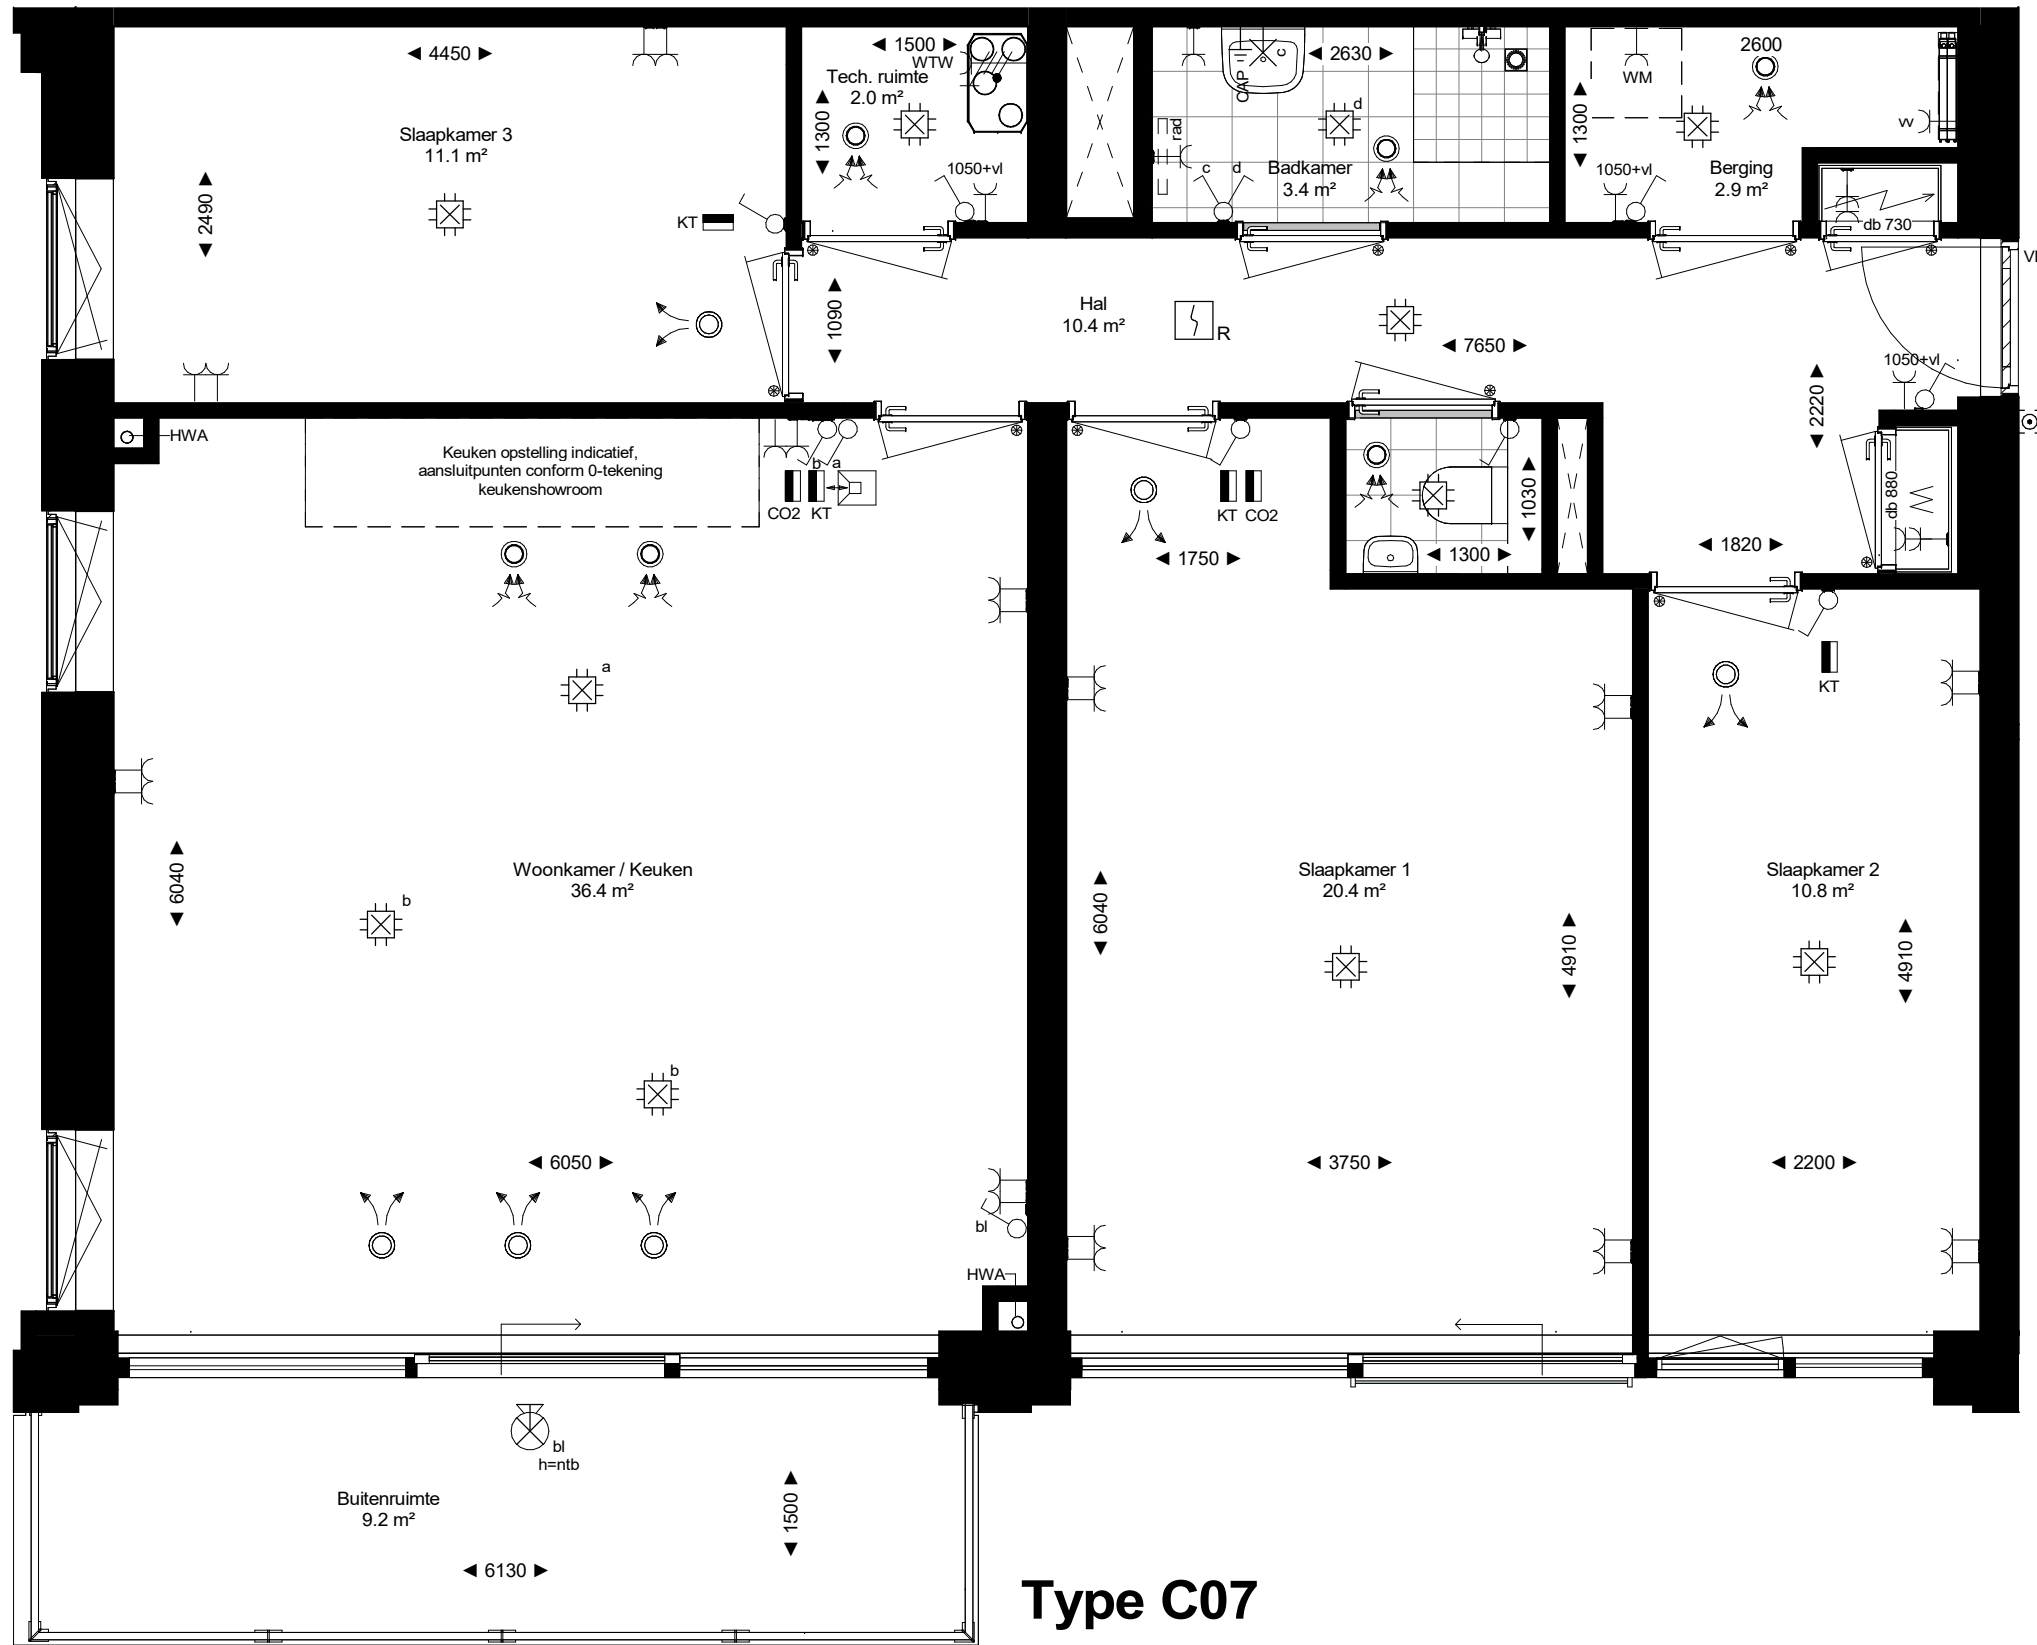 4450
1500
WTW
Tech. ruimte
2.0 m²
1300
1050+vl
Slaapkamer 3
11.1 m²
2490
KT
CAP
c
2630
d
rad
c d
Badkamer
3.4 m²
2600
WM
1300
1050+vl
Berging
2.9 m²
vv
db 730
1090
Hal
10.4 m²
R
7650
1050+vl
2220
HWA
Keuken opstelling indicatief,
aansluitpunten conform 0-tekening
keukenshowroom
b a
CO2 KT
KT CO2
1750
1030
1300
1820
db 880
KT
a
6040
Woonkamer / Keuken
36.4 m²
b
b
6050
bl
HWA
6040
Slaapkamer 1
20.4 m²
4910
3750
Slaapkamer 2
10.8 m²
4910
2200
bl
h=ntb
Buitenruimte
9.2 m²
1500
6130
Type C07